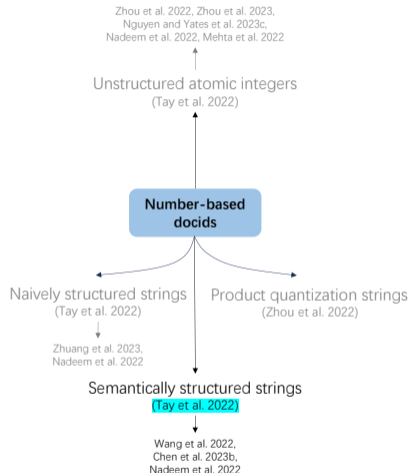 Zhou et al. 2022, Zhou et al. 2023,
Nguyen and Yates et al. 2023c,
Nadeem et al. 2022, Mehta et al. 2022
Unstructured atomic integers
(Tay et al. 2022)
Number-based
docids
Naively structured strings
(Tay et al. 2022)
Product quantization strings
(Zhou et al. 2022)
Zhuang et al. 2023,
Nadeem et al. 2022
Semantically structured strings
(Tay et al. 2022)
Wang et al. 2022,
Chen et al. 2023b,
Nadeem et al. 2022